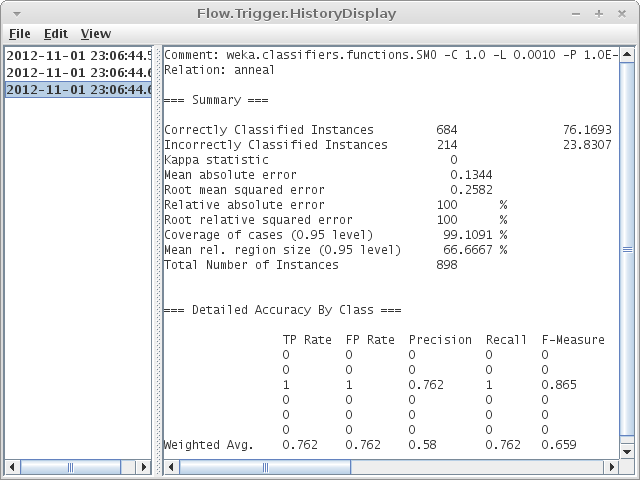 Flow.Trigger.HistoryDisplay
File Edit View
2012-11-01 23:06:44.5
2012-11-01 23:06:44.6
2012-11-01 23:06:44.6
Comment: weka.classifiers.functions.SMO -C 1.0 -L 0.0010 -P 1.0E-
Relation: anneal
=== Summary ===
Correctly Classified Instances 684 76.1693
Incorrectly Classified Instances 214 23.8307
Kappa statistic 0
Mean absolute error 0.1344
Root mean squared error 0.2582
Relative absolute error 100 %
Root relative squared error 100 %
Coverage of cases (0.95 level) 99.1091 %
Mean rel. region size (0.95 level) 66.6667 %
Total Number of Instances 898
=== Detailed Accuracy By Class ===
TP Rate FP Rate Precision Recall F-Measure
0 0 0 0 0
0 0 0 0 0
1 1 0.762 1 0.865
0 0 0 0 0
0 0 0 0 0
0 0 0 0 0
Weighted Avg. 0.762 0.762 0.58 0.762 0.659